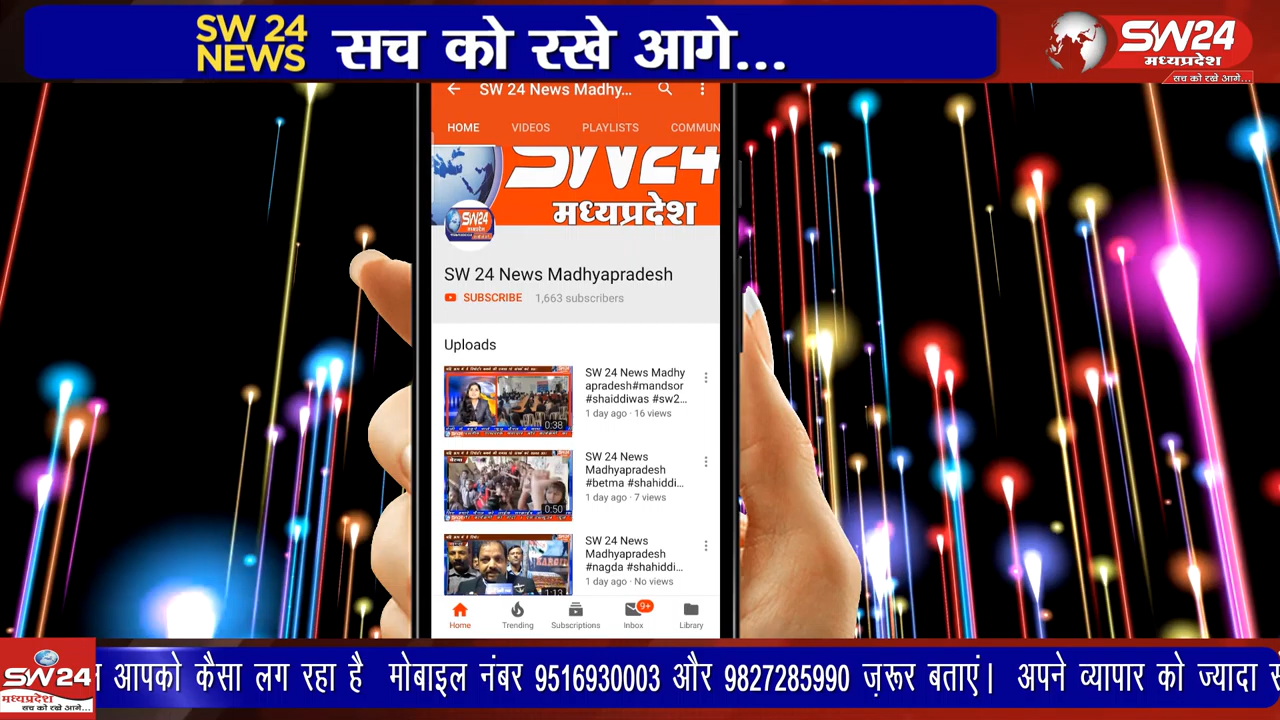 SW 24
NEWS
सच को रखे आगे...
SW24
मध्यप्रदेश
सच को रखे आगे...
SW 24 News Madhy...
HOME VIDEOS PLAYLISTS COMMUN
SW24
मध्यप्रदेश
SW24
SW 24 News Madhyapradesh
SUBSCRIBE 1,663 subscribers
Uploads
SW 24 News Madhy
apradesh#mandsor
#shaiddiwas #sw2...
1 day ago · 16 views
0:38
SW 24 News
Madhyapradesh
#betma #shahiddi...
1 day ago · 7 views
0:50
SW 24 News
Madhyapradesh
#nagda #shahiddi...
1 day ago · No views
1:13
9+
Home Trending Subscriptions Inbox Library
SW24
मध्यप्रदेश
सच को रखे आगे...
आपको कैसा लग रहा है मोबाइल नंबर 9516930003 और 9827285990 ज़रूर बताएं। अपने व्यापार को ज्यादा